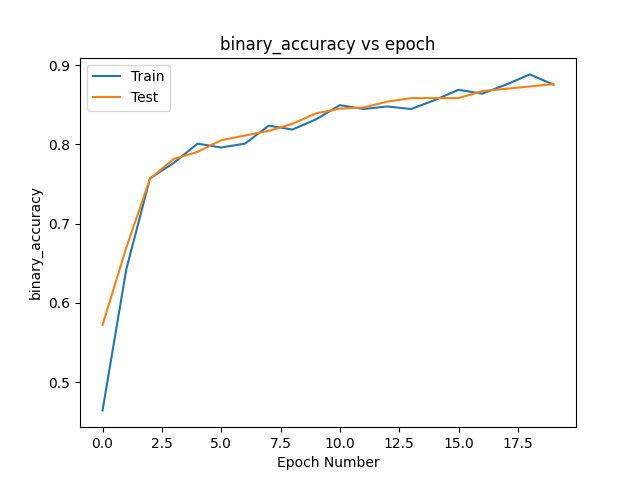 binary_accuracy vs epoch
Train
Test
0.9
0.8
0.7
0.6
0.5
binary_accuracy
0.0 2.5 5.0 7.5 10.0 12.5 15.0 17.5
Epoch Number